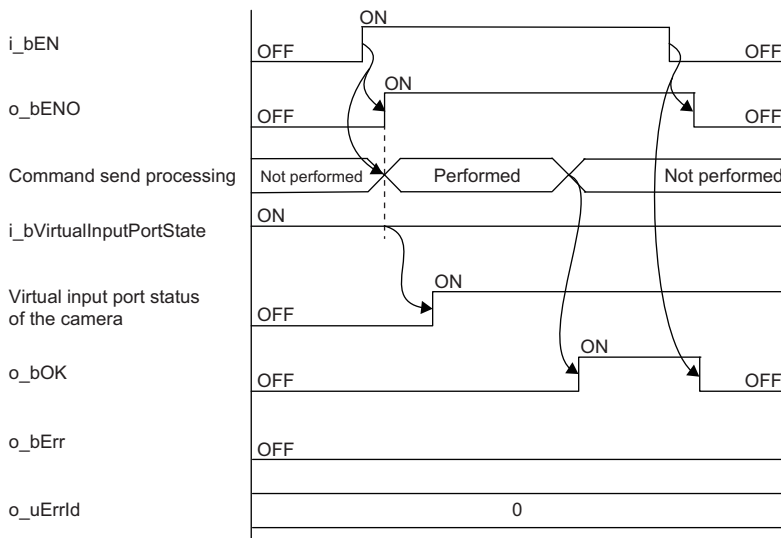 ON
i_bEN
OFF
OFF
ON
o_bENO
OFF
OFF
Command send processing
Not performed
Performed
Not performed
ON
i_bVirtualInputPortState
ON
Virtual input port status
of the camera
OFF
ON
o_bOK
OFF
OFF
o_bErr
OFF
o_uErrId
0